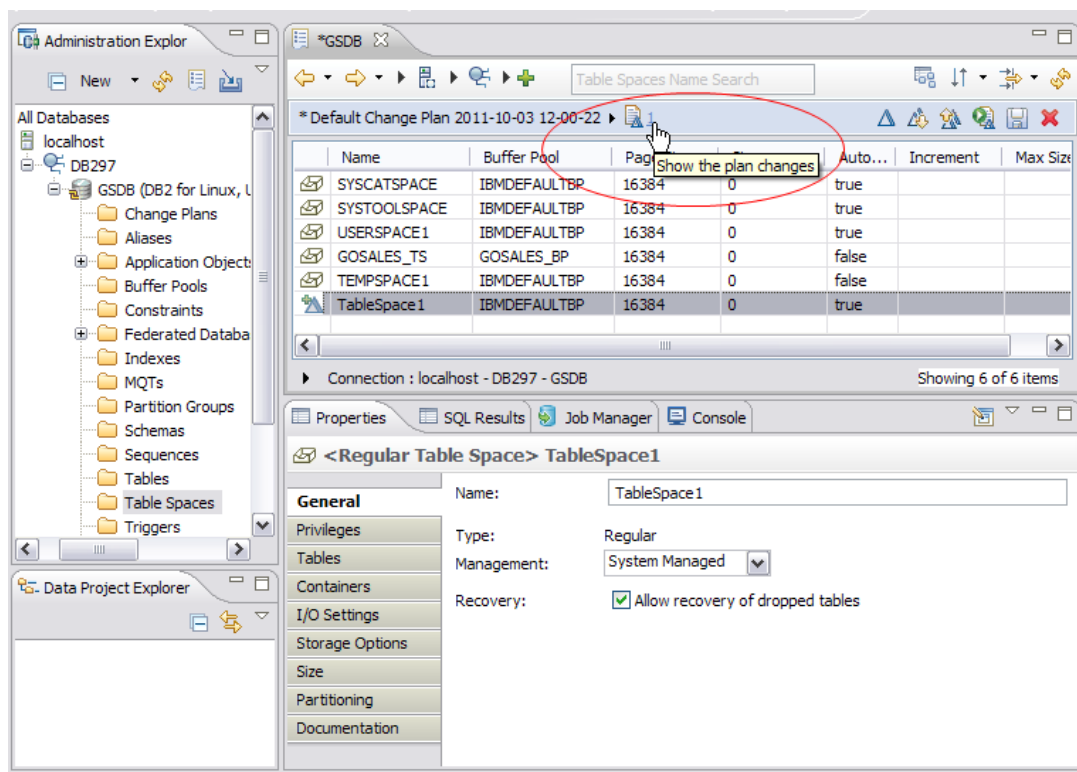 Administration Explor
New
All Databases
localhost
DB297
GSDB (DB2 for Linux, U
Change Plans
Aliases
Application Objects
Buffer Pools
Constraints
Federated Databa
Indexes
MQTs
Partition Groups
Schemas
Sequences
Tables
Table Spaces
Triggers
Data Project Explorer
*GSDB
Table Spaces Name Search
* Default Change Plan 2011-10-03 12-00-22 1
Show the plan changes
Name Buffer Pool Auto... Increment Max Size
SYSCATSPACE IBMDEFAULTBP 16384 0 true
SYSTOOLSPACE IBMDEFAULTBP 16384 0 true
USERSPACE1 IBMDEFAULTBP 16384 0 true
GOSALES_TS GOSALES_BP 16384 0 false
TEMPSPACE1 IBMDEFAULTBP 16384 0 false
TableSpace1 IBMDEFAULTBP 16384 0 true
Connection : localhost - DB297 - GSDB Showing 6 of 6 items
Properties SQL Results Job Manager Console
<Regular Table Space> TableSpace1
General
Privileges
Tables
Containers
I/O Settings
Storage Options
Size
Partitioning
Documentation
Name: TableSpace1
Type: Regular
Management: System Managed
Recovery: Allow recovery of dropped tables